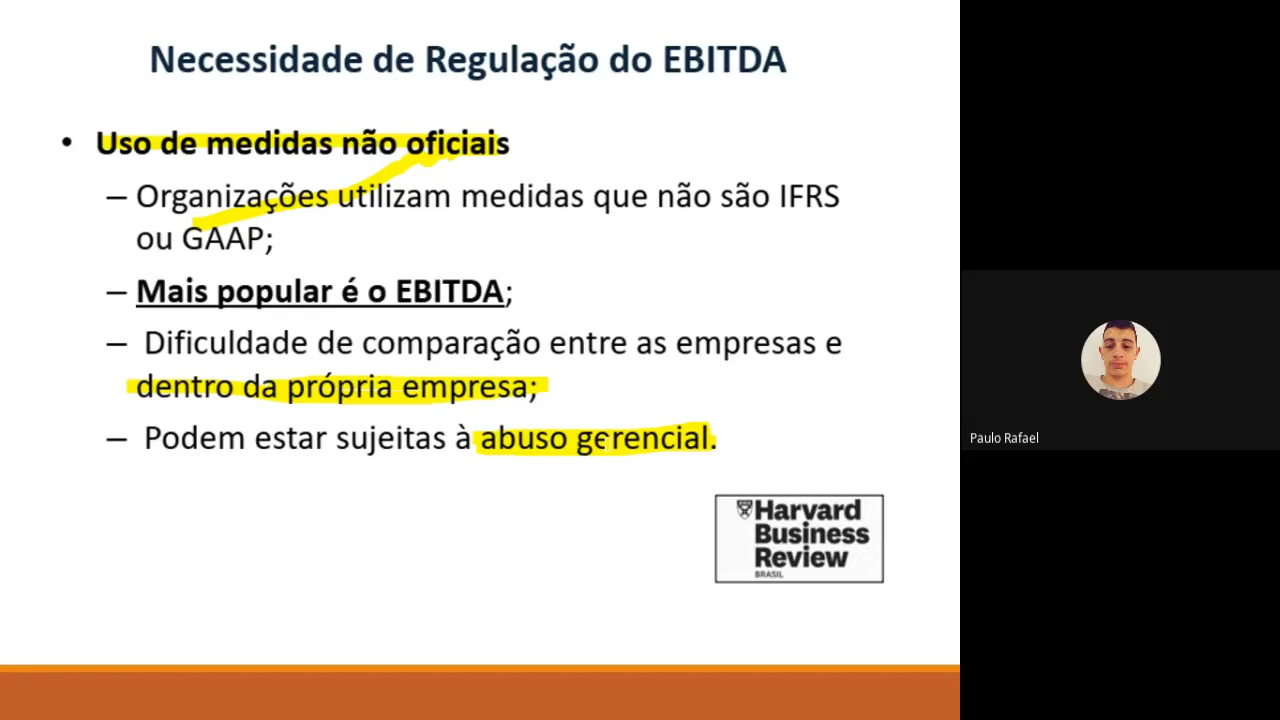 Necessidade de Regulação do EBITDA
• Uso de medidas não oficiais
– Organizações utilizam medidas que não são IFRS
ou GAAP;
– Mais popular é o EBITDA;
– Dificuldade de comparação entre as empresas e
dentro da própria empresa;
– Podem estar sujeitas à abuso gerencial.
Harvard
Business
Review
BRASIL
Paulo Rafael